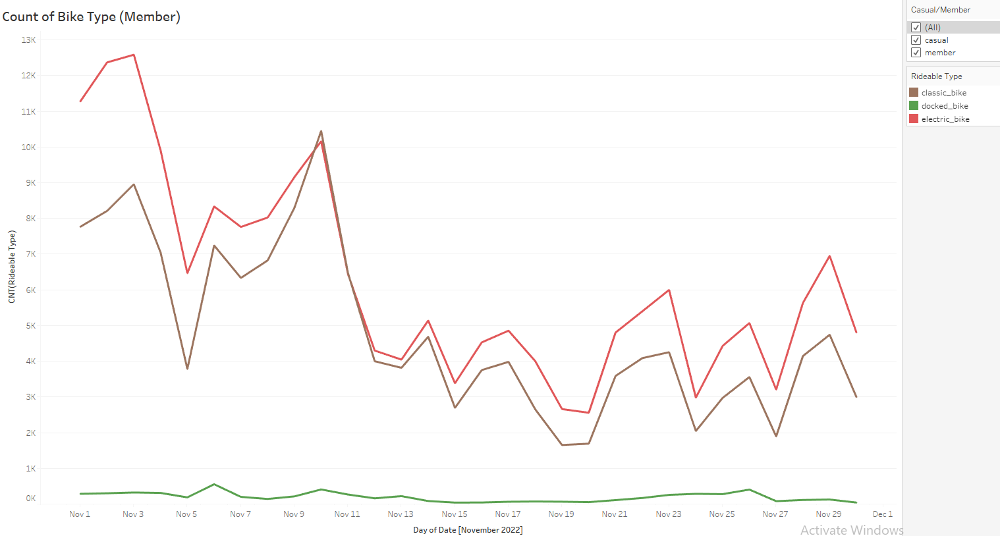 Count of Bike Type (Member)
13K
12K
11K
10K
9K
8K
7K
6K
5K
4K
3K
2K
1K
0K
CNT(Rideable Type)
Nov 1 Nov 3 Nov 5 Nov 7 Nov 9 Nov 11 Nov 13 Nov 15 Nov 17 Nov 19 Nov 21 Nov 23 Nov 25 Nov 27 Nov 29 Dec 1
Day of Date [November 2022]
Casual/Member
(All)
casual
member
Rideable Type
classic_bike
docked_bike
electric_bike
Activate Windows